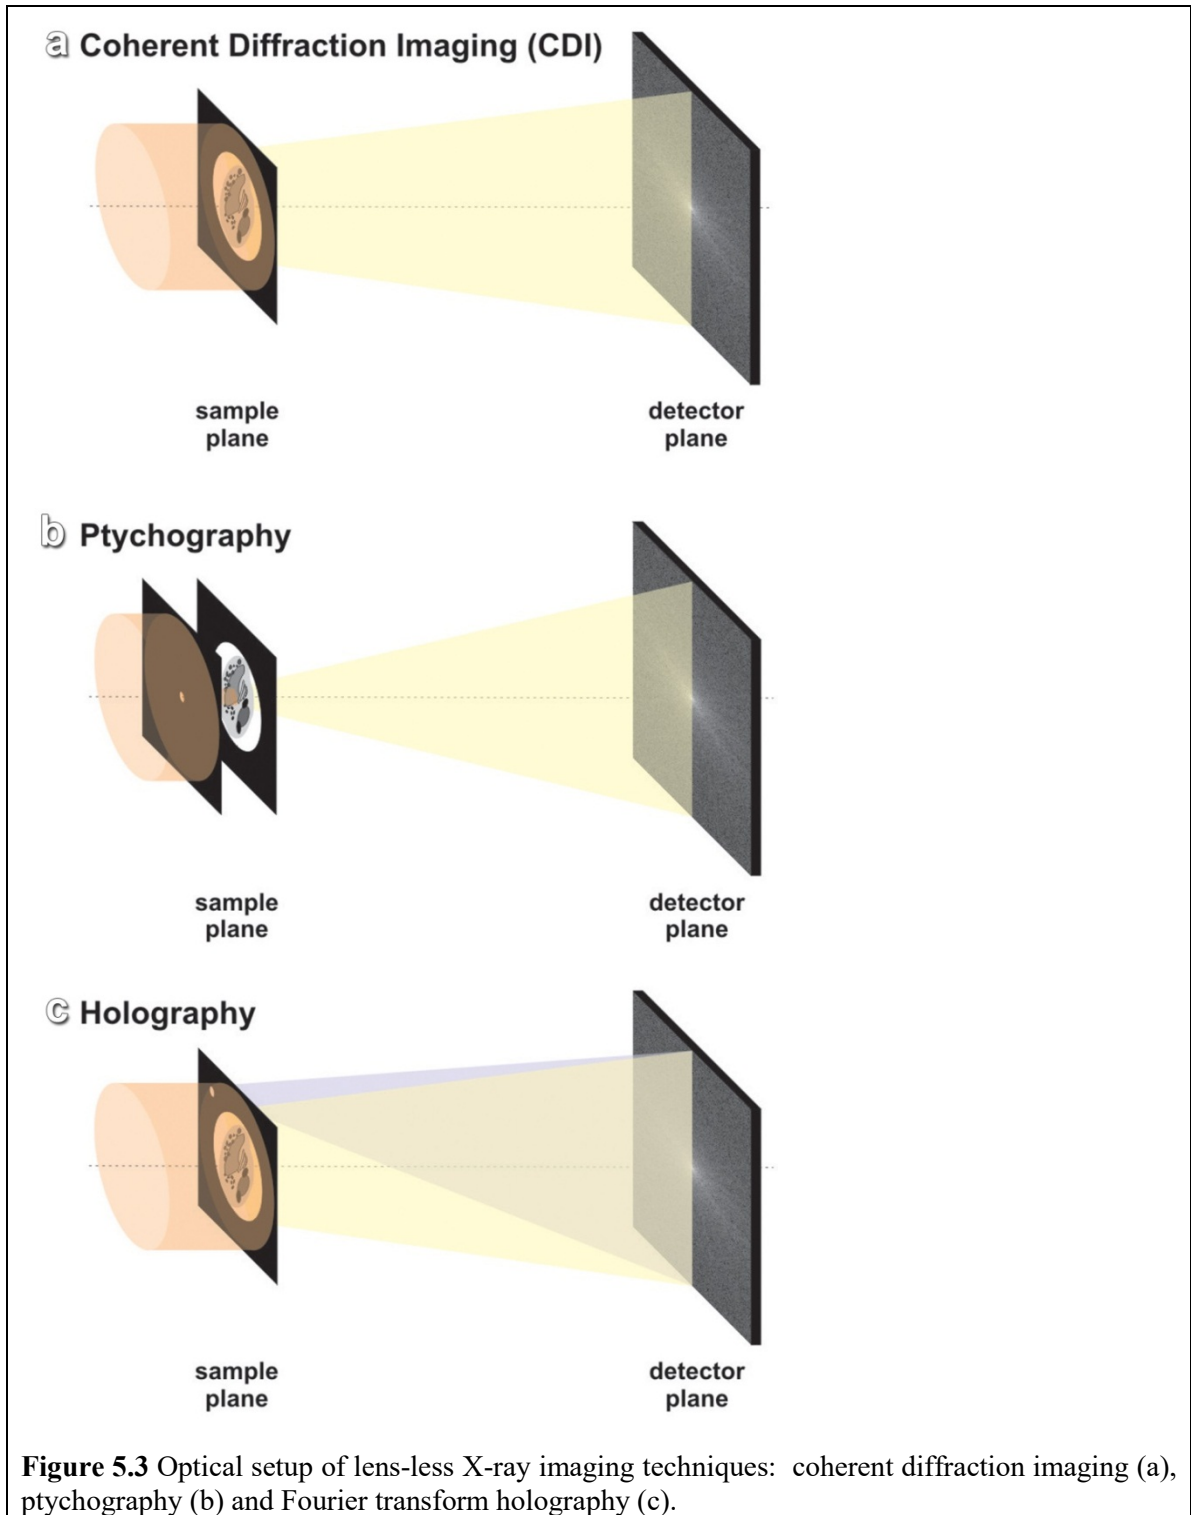 a Coherent Diffraction Imaging (CDI)
sample
plane
detector
plane
b Ptychography
sample
plane
detector
plane
c Holography
sample
plane
detector
plane
Figure 5.3 Optical setup of lens-less X-ray imaging techniques:  coherent diffraction imaging (a),
ptychography (b) and Fourier transform holography (c).